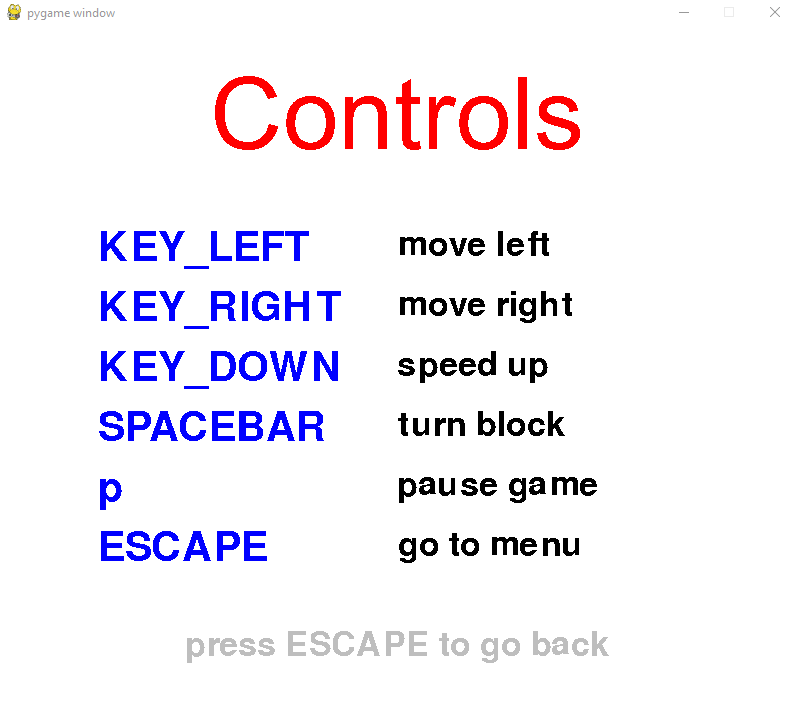 pygame window
Controls
KEY_LEFT move left
KEY_RIGHT move right
KEY_DOWN speed up
SPACEBAR turn block
p pause game
ESCAPE go to menu
press ESCAPE to go back